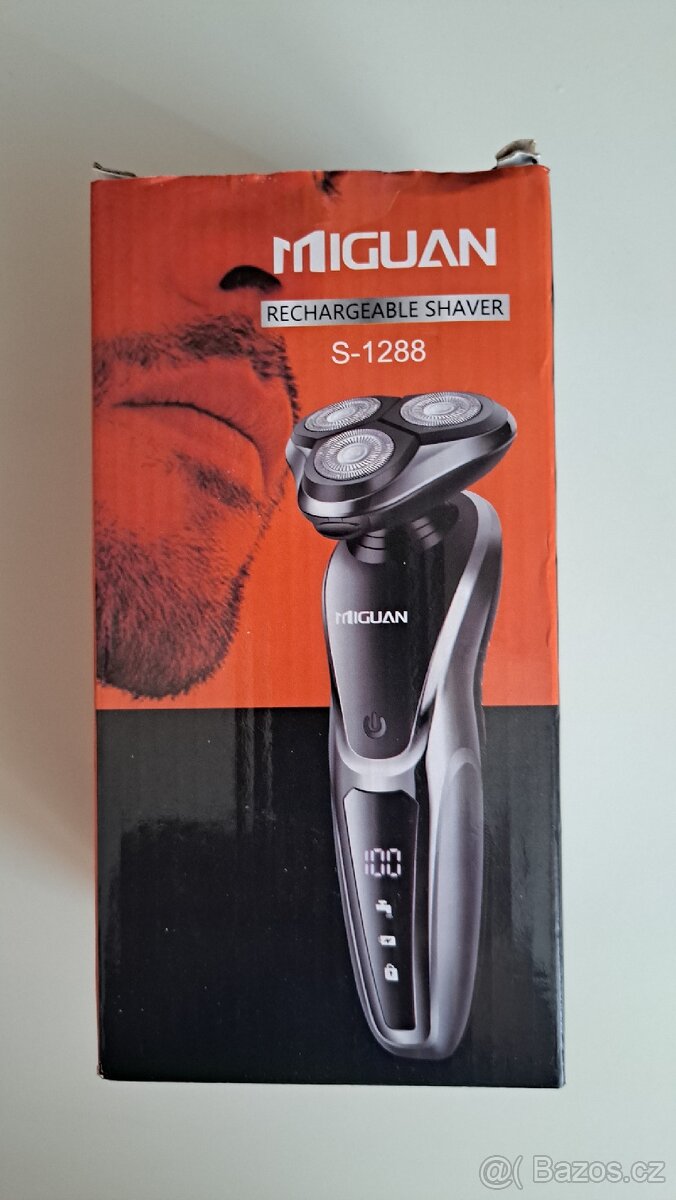 MIGUAN
RECHARGEABLE SHAVER
S-1288
MIGUAN
100
@( Bazos.cz